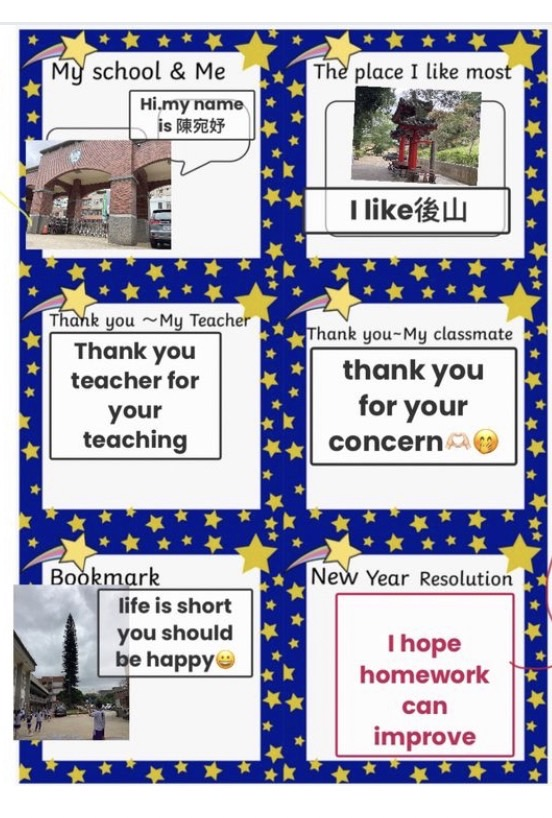 My school & Me
Hi,my name
is 陳宛妤
The place I like most
I like後山
Thank you ～My Teacher
Thank you
teacher for
your
teaching
Thank you~My classmate
thank you
for your
concern🫶🏻🤭
Bookmark
life is short
you should
be happy😀
New Year Resolution
I hope
homework
can
improve